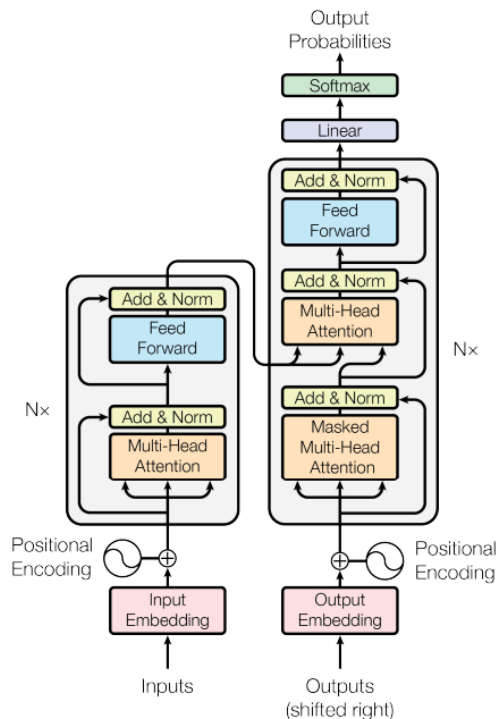 Output
Probabilities
Softmax
Linear
Add & Norm
Feed
Forward
Add & Norm
Multi-Head
Attention
Add & Norm
Masked
Multi-Head
Attention
Nx
Add & Norm
Feed
Forward
Add & Norm
Multi-Head
Attention
Nx
Positional
Encoding
Positional
Encoding
Input
Embedding
Output
Embedding
Inputs
Outputs
(shifted right)